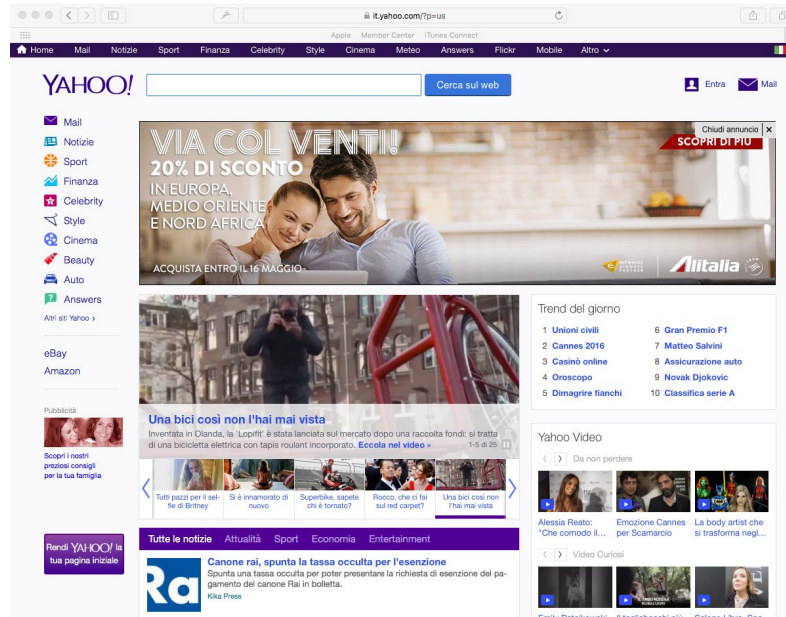 it.yahoo.com/?p=us
Apple Member Center iTunes Connect
Home Mail Notizie Sport Finanza Celebrity Style Cinema Meteo Answers Flickr Mobile Altro
YAHOO!
Cerca sul web
Entra
Mail
Mail
Notizie
Sport
Finanza
Celebrity
Style
Cinema
Beauty
Auto
Answers
Altri siti Yahoo >
eBay
Amazon
Pubblicità
Scopri i nostri
preziosi consigli
per la tua famiglia
Rendi YAHOO! la
tua pagina iniziale
Chiudi annuncio X
VIA COL VENTI!
20% DI SCONTO
IN EUROPA,
MEDIO ORIENTE
E NORD AFRICA
ACQUISTA ENTRO IL 16 MAGGIO
SCOPRI DI PIÙ
Alitalia
Una bici così non l'hai mai vista
Inventata in Olanda, la 'Lopifit' è stata lanciata sul mercato dopo una raccolta fondi: si tratta
di una bicicletta elettrica con tapis roulant incorporato. Eccola nel video »
1-5 di 25
Tutti pazzi per il sel-
fie di Britney
Si è innamorato di
nuovo
Superbike, sapete
chi è tornato?
Rocco, che ci fai
sul red carpet?
Una bici così non
l'hai mai vista
Tutte le notizie Attualità Sport Economia Entertainment
Ra
Canone rai, spunta la tassa occulta per l'esenzione
Spunta una tassa occulta per poter presentare la richiesta di esenzione del pa-
gamento del canone Rai in bolletta.
Kika Press
Trend del giorno
1 Unioni civili
2 Cannes 2016
3 Casinò online
4 Oroscopo
5 Dimagrire fianchi
6 Gran Premio F1
7 Matteo Salvini
8 Assicurazione auto
9 Novak Djokovic
10 Classifica serie A
Yahoo Video
Da non perdere
Alessia Reato:
"Che comodo il...
Emozione Cannes
per Scamarcio
La body artist che
si trasforma negl...
Video Curiosi